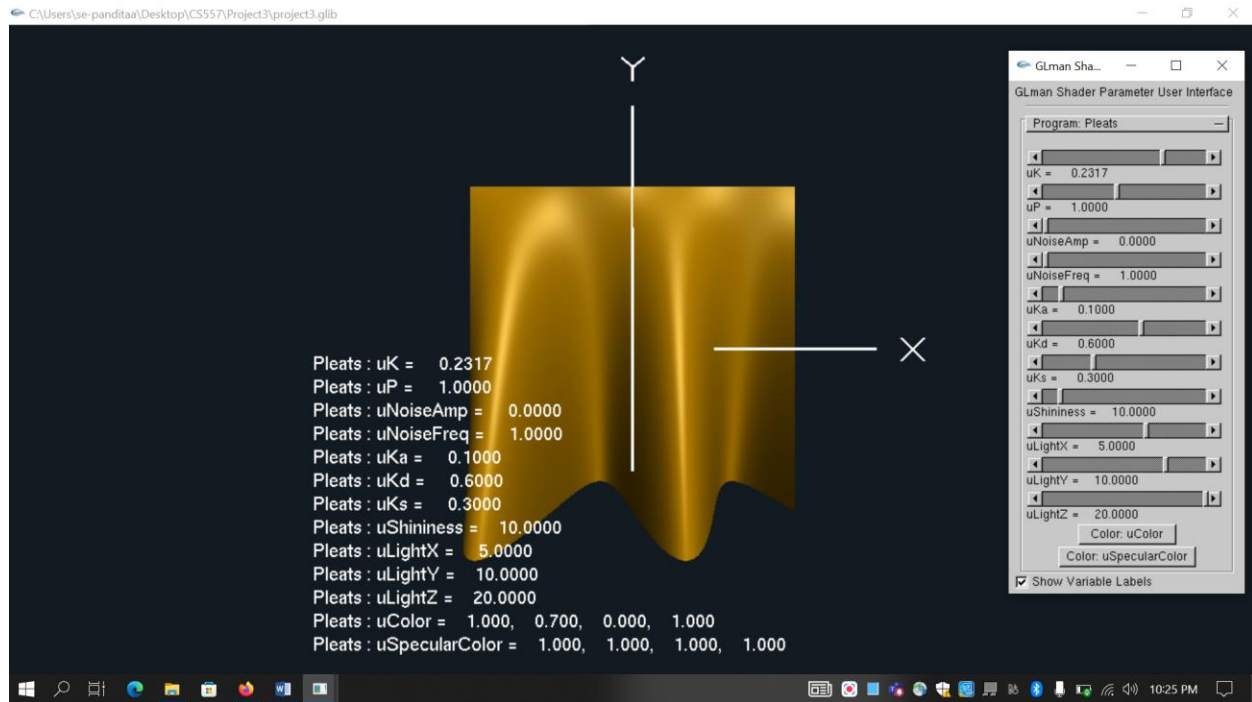 C:\Users\se-panditaa\Desktop\CS557\Project3\project3.glib
Y
X
Pleats : uK = 0.2317
Pleats : uP = 1.0000
Pleats : uNoiseAmp = 0.0000
Pleats : uNoiseFreq = 1.0000
Pleats : uKa = 0.1000
Pleats : uKd = 0.6000
Pleats : uKs = 0.3000
Pleats : uShininess = 10.0000
Pleats : uLightX = 5.0000
Pleats : uLightY = 10.0000
Pleats : uLightZ = 20.0000
Pleats : uColor = 1.000, 0.700, 0.000, 1.000
Pleats : uSpecularColor = 1.000, 1.000, 1.000, 1.000
GLman Sha...
GLman Shader Parameter User Interface
Program: Pleats
uK = 0.2317
uP = 1.0000
uNoiseAmp = 0.0000
uNoiseFreq = 1.0000
uKa = 0.1000
uKd = 0.6000
uKs = 0.3000
uShininess = 10.0000
uLightX = 5.0000
uLightY = 10.0000
uLightZ = 20.0000
Color: uColor
Color: uSpecularColor
Show Variable Labels
10:25 PM